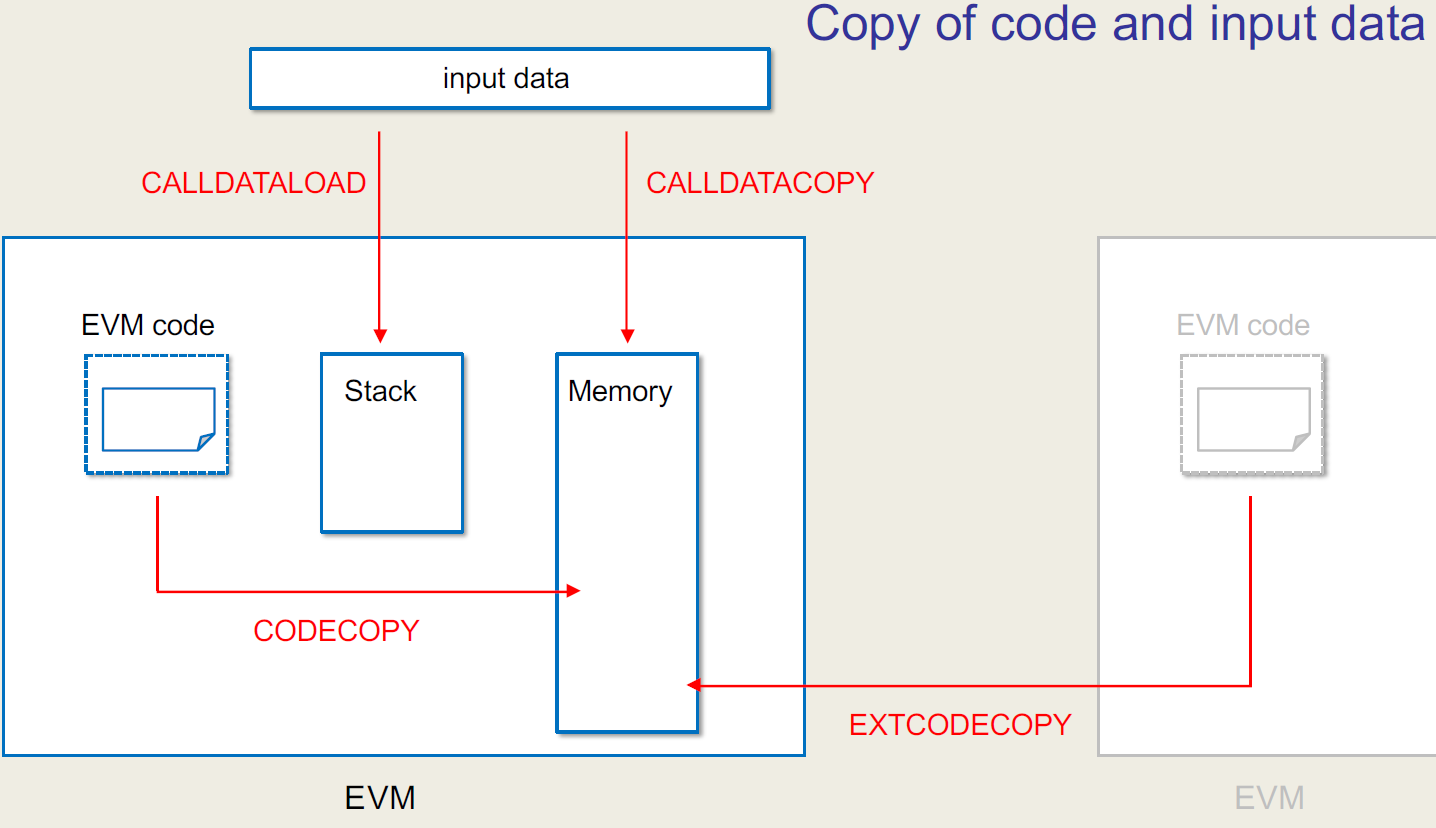 Copy of code and input data
input data
CALLDATALOAD
CALLDATACOPY
EVM code
EVM code
Stack
Memory
CODECOPY
EXTCODECOPY
EVM
EVM